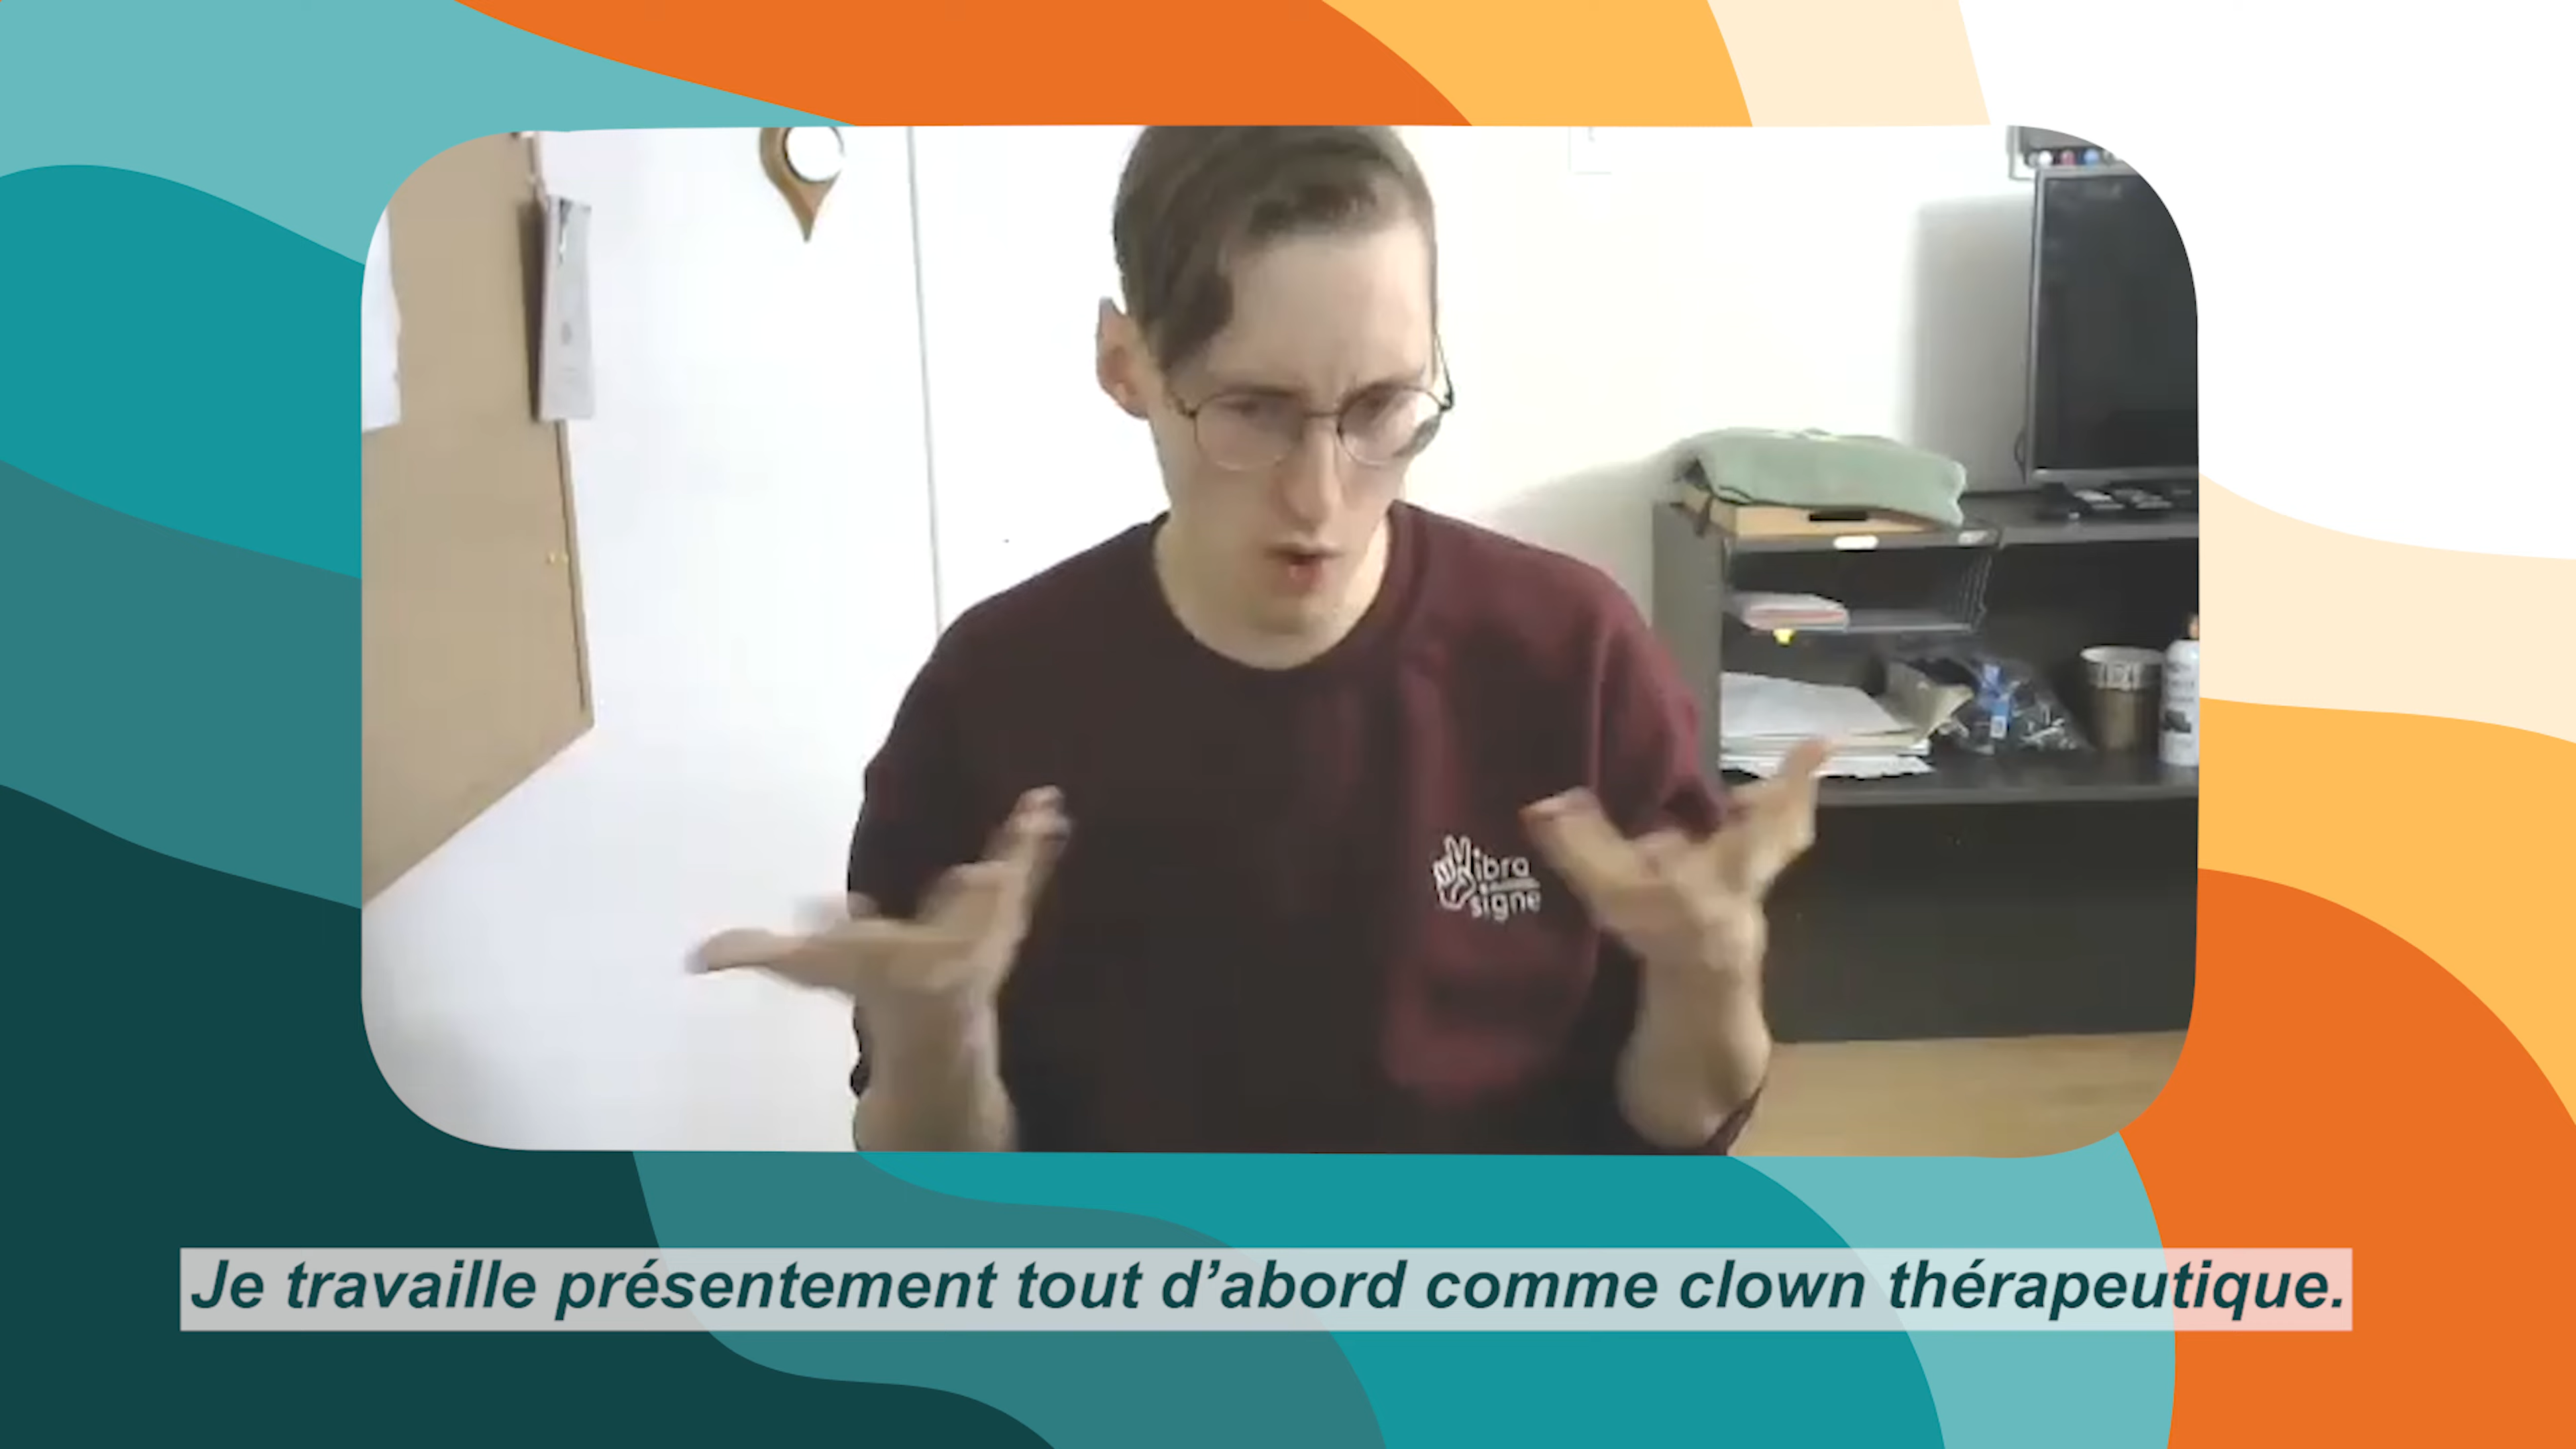 Vibra
signe
Je travaille présentement tout d’abord comme clown thérapeutique.